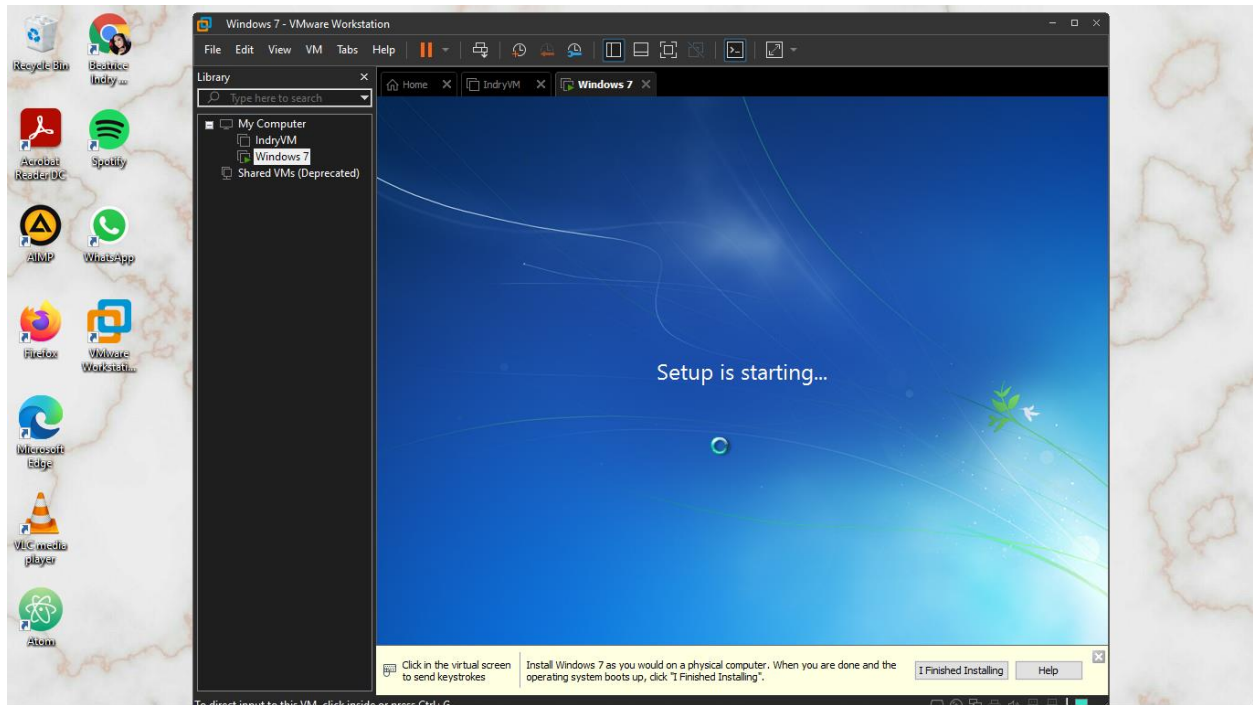 Recycle Bin
Beatrice
Indry ...
Acrobat
Reader DC
Spotify
AIMP
WhatsApp
Firefox
VMware
Workstati...
Microsoft
Edge
VLC media
player
Atom
Windows 7 - VMware Workstation
File Edit View VM Tabs Help
Library
Type here to search
My Computer
IndryVM
Windows 7
Shared VMs (Deprecated)
Home
IndryVM
Windows 7
Setup is starting...
Click in the virtual screen
to send keystrokes
Install Windows 7 as you would on a physical computer. When you are done and the
operating system boots up, click "I Finished Installing".
I Finished Installing
Help
To direct input to this VM, click inside or press Ctrl+G.